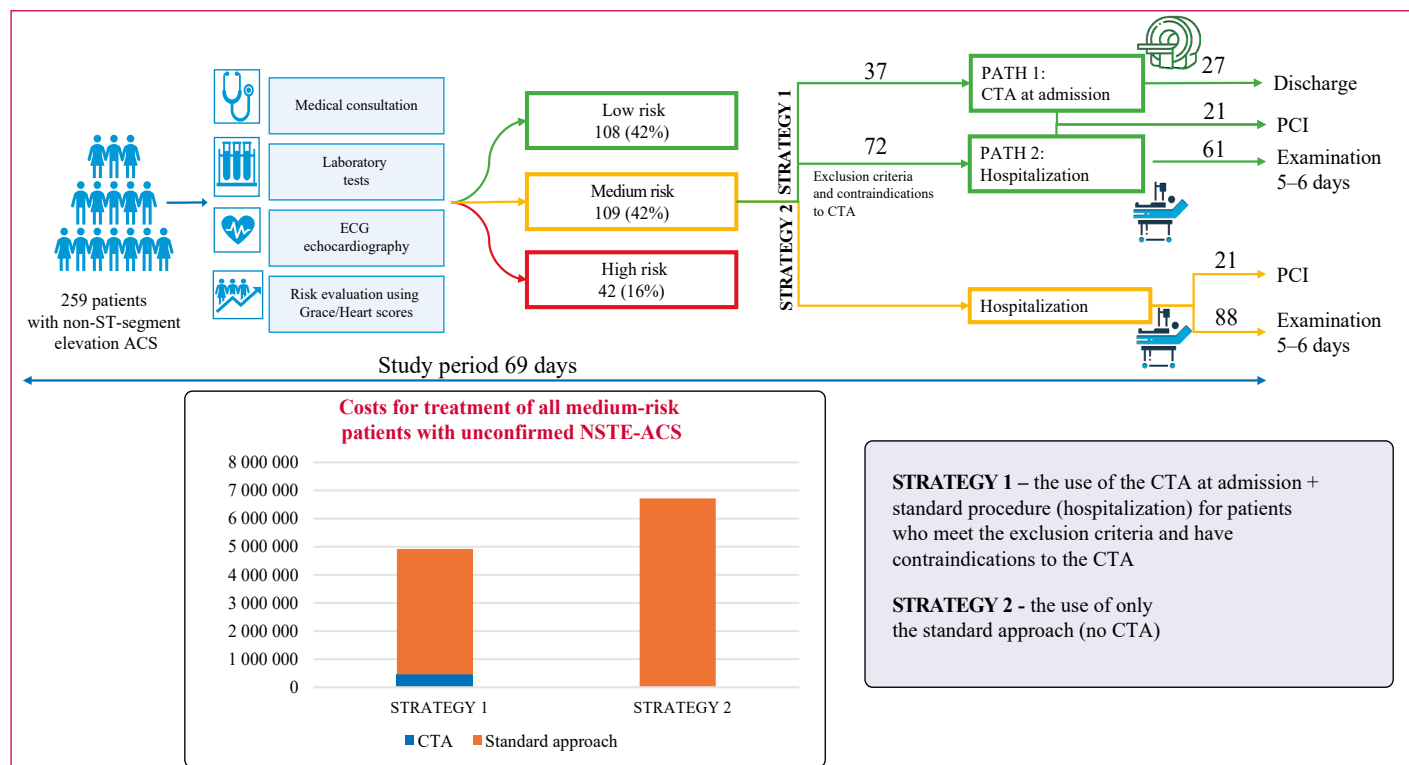 Medical consultation
Laboratory
tests
ECG
echocardiography
Risk evaluation using
Grace/Heart scores
259 patients
with non-ST-segment
elevation ACS
Low risk
108 (42%)
Medium risk
109 (42%)
High risk
42 (16%)
STRATEGY 1
STRATEGY 2
37
PATH 1:
CTA at admission
27
Discharge
21
PCI
72
Exclusion criteria
and contraindications
to CTA
PATH 2:
Hospitalization
61
Examination
5–6 days
Hospitalization
21
PCI
88
Examination
5–6 days
Study period 69 days
Costs for treatment of all medium-risk
patients with unconfirmed NSTE-ACS
8 000 000
7 000 000
6 000 000
5 000 000
4 000 000
3 000 000
2 000 000
1 000 000
0
STRATEGY 1
STRATEGY 2
CTA
Standard approach
STRATEGY 1 – the use of the CTA at admission +
standard procedure (hospitalization) for patients
who meet the exclusion criteria and have
contraindications to the CTA
STRATEGY 2 - the use of only
the standard approach (no CTA)